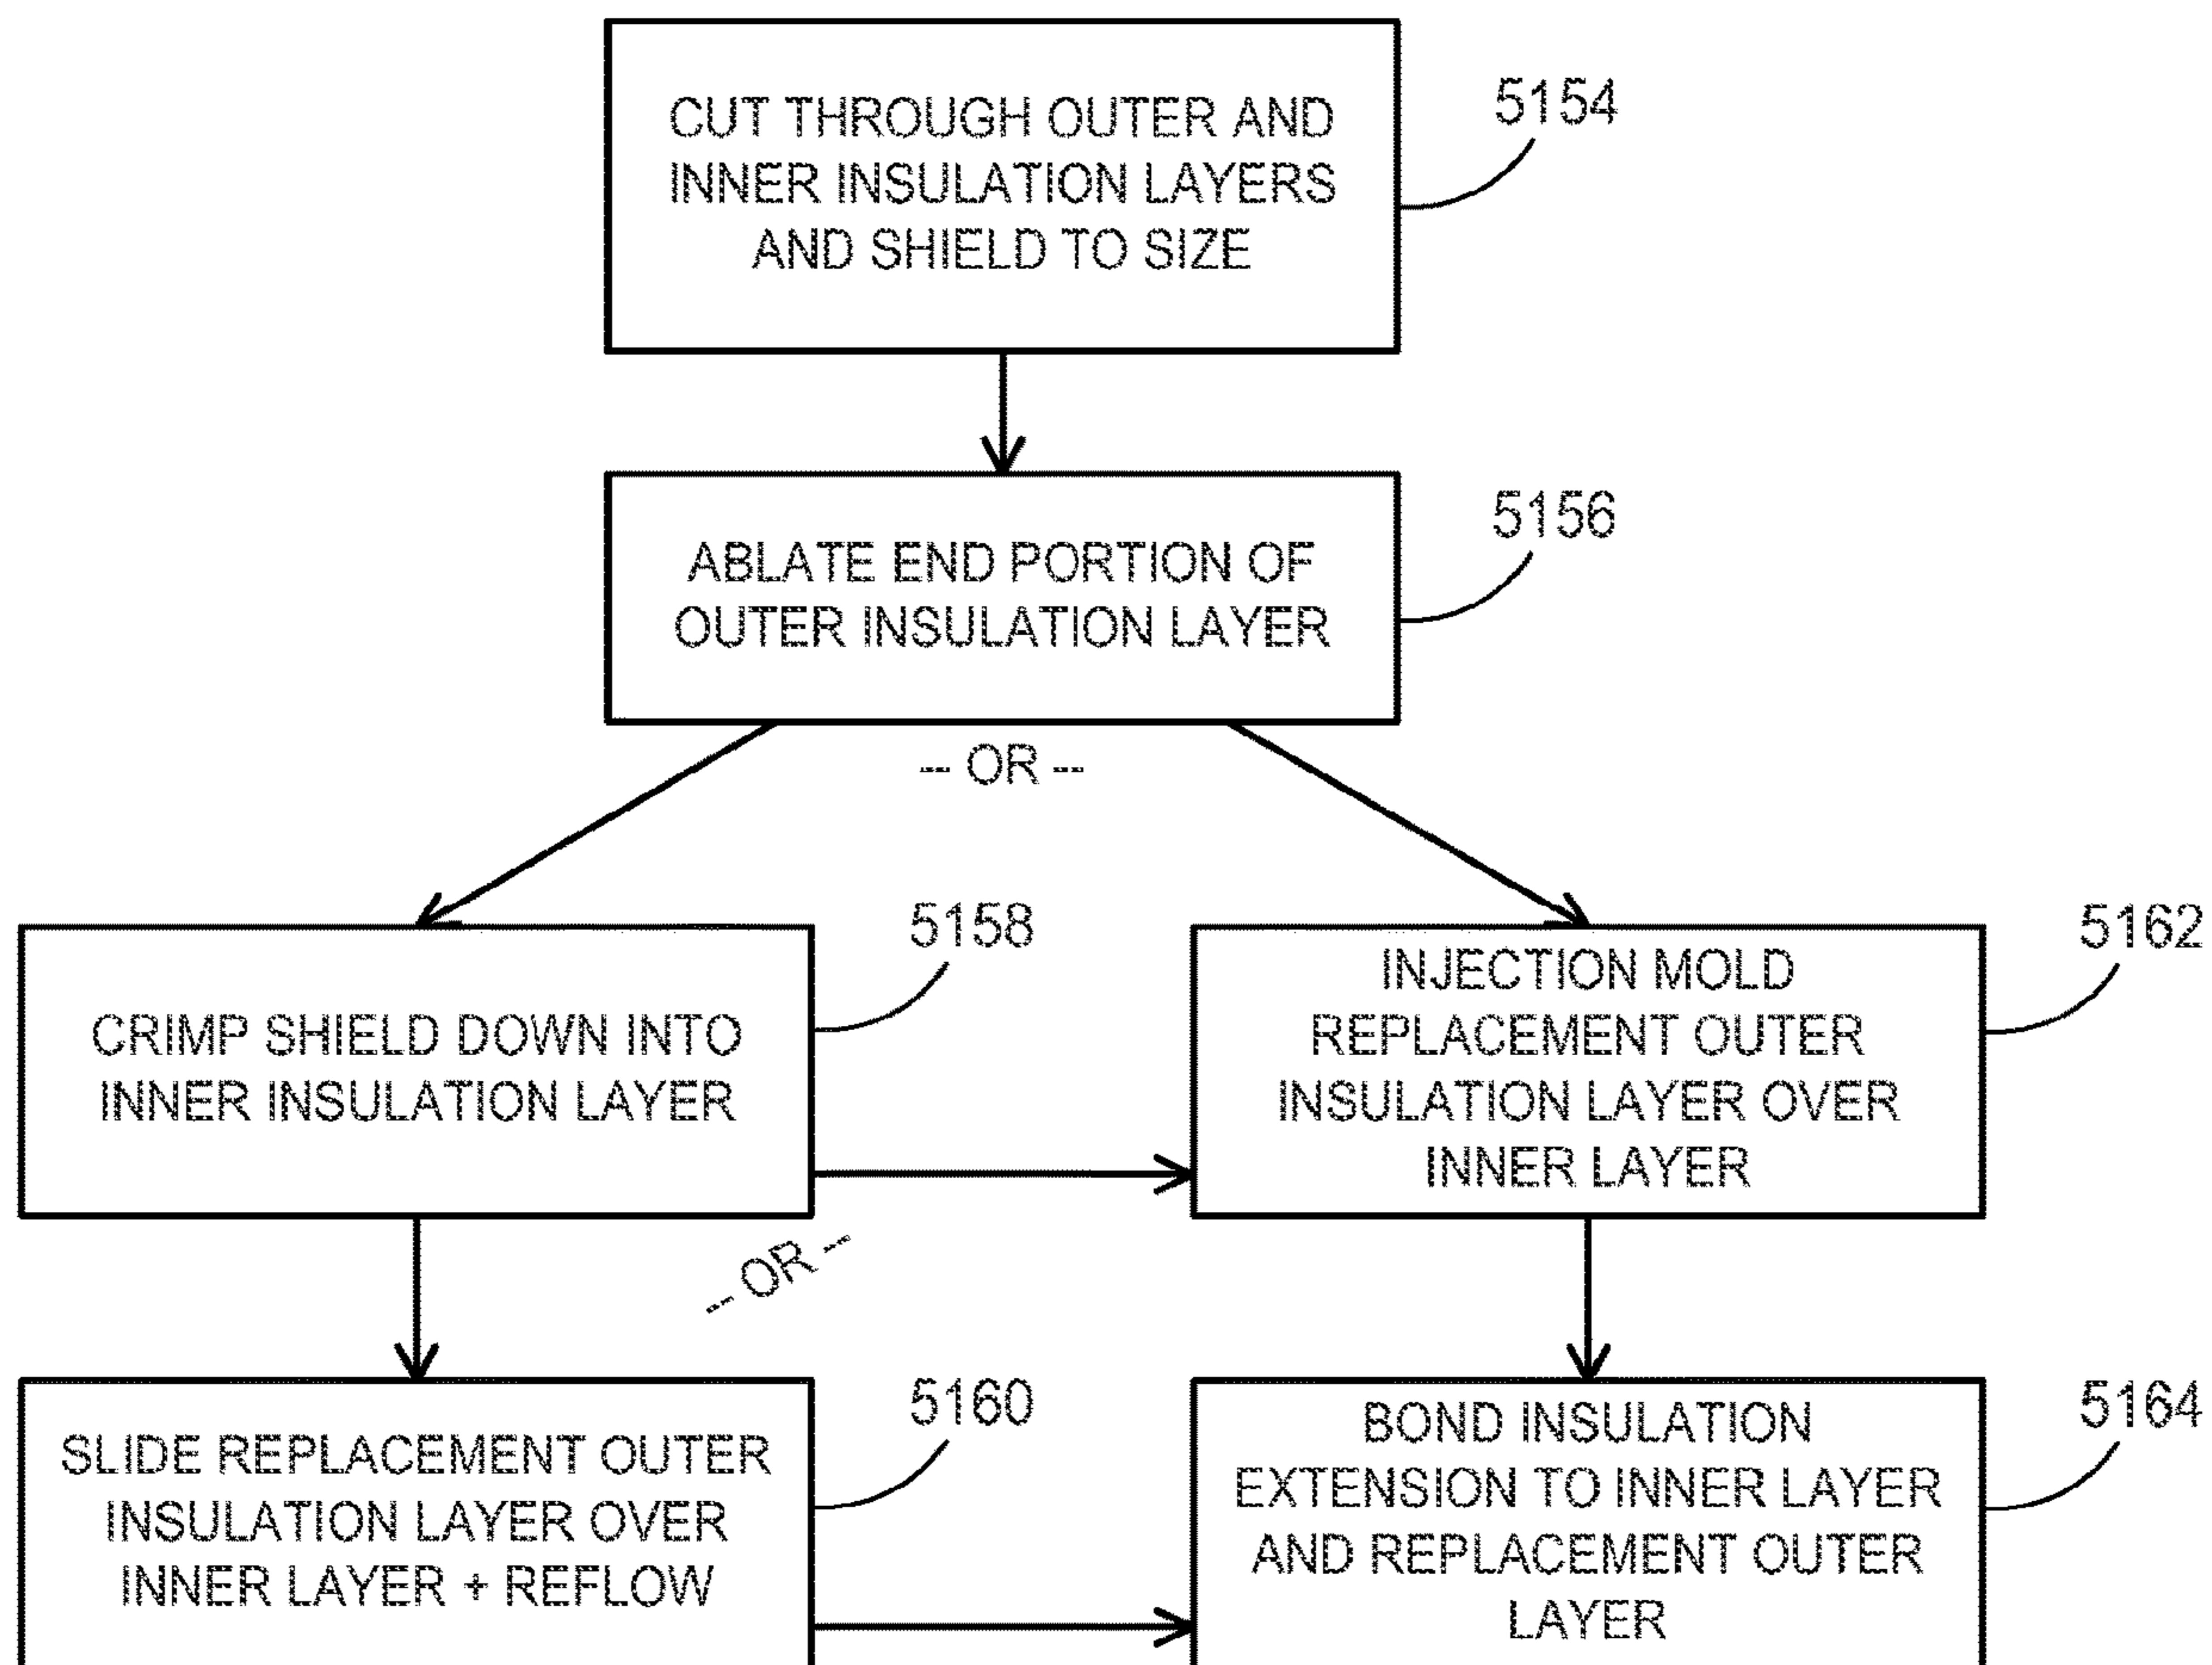 CUT THROUGH OUTER AND
INNER INSULATION LAYERS
AND SHIELD TO SIZE
5154
ABLATE END PORTION OF
OUTER INSULATION LAYER
5156
-- OR --
CRIMP SHIELD DOWN INTO
INNER INSULATION LAYER
5158
INJECTION MOLD
REPLACEMENT OUTER
INSULATION LAYER OVER
INNER LAYER
5162
-- OR --
SLIDE REPLACEMENT OUTER
INSULATION LAYER OVER
INNER LAYER + REFLOW
5160
BOND INSULATION
EXTENSION TO INNER LAYER
AND REPLACEMENT OUTER
LAYER
5164